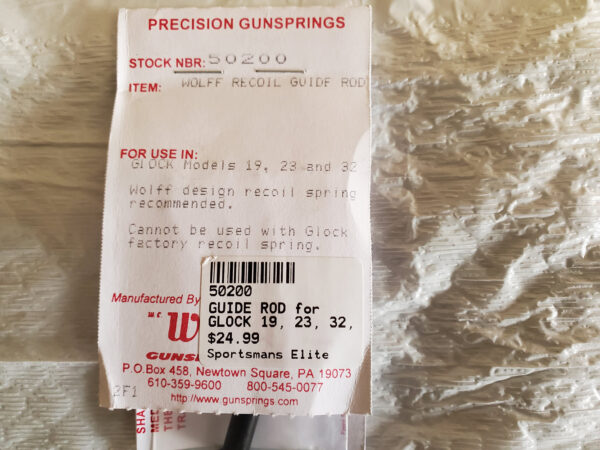 PRECISION GUNSPRINGS
STOCK NBR: 50200
ITEM: WOLFF RECOIL GUIDE ROD
FOR USE IN:
GLOCK Models 19, 23 and 32
Wolff design recoil spring
recommended.
Cannot be used with Glock
factory recoil spring.
Manufactured By
50200
GUIDE ROD for
GLOCK 19, 23, 32,
$24.99
Sportsmans Elite
W
GUNS
P.O.Box 458, Newtown Square, PA 19073
610-359-9600 800-545-0077
http://www.gunsprings.com